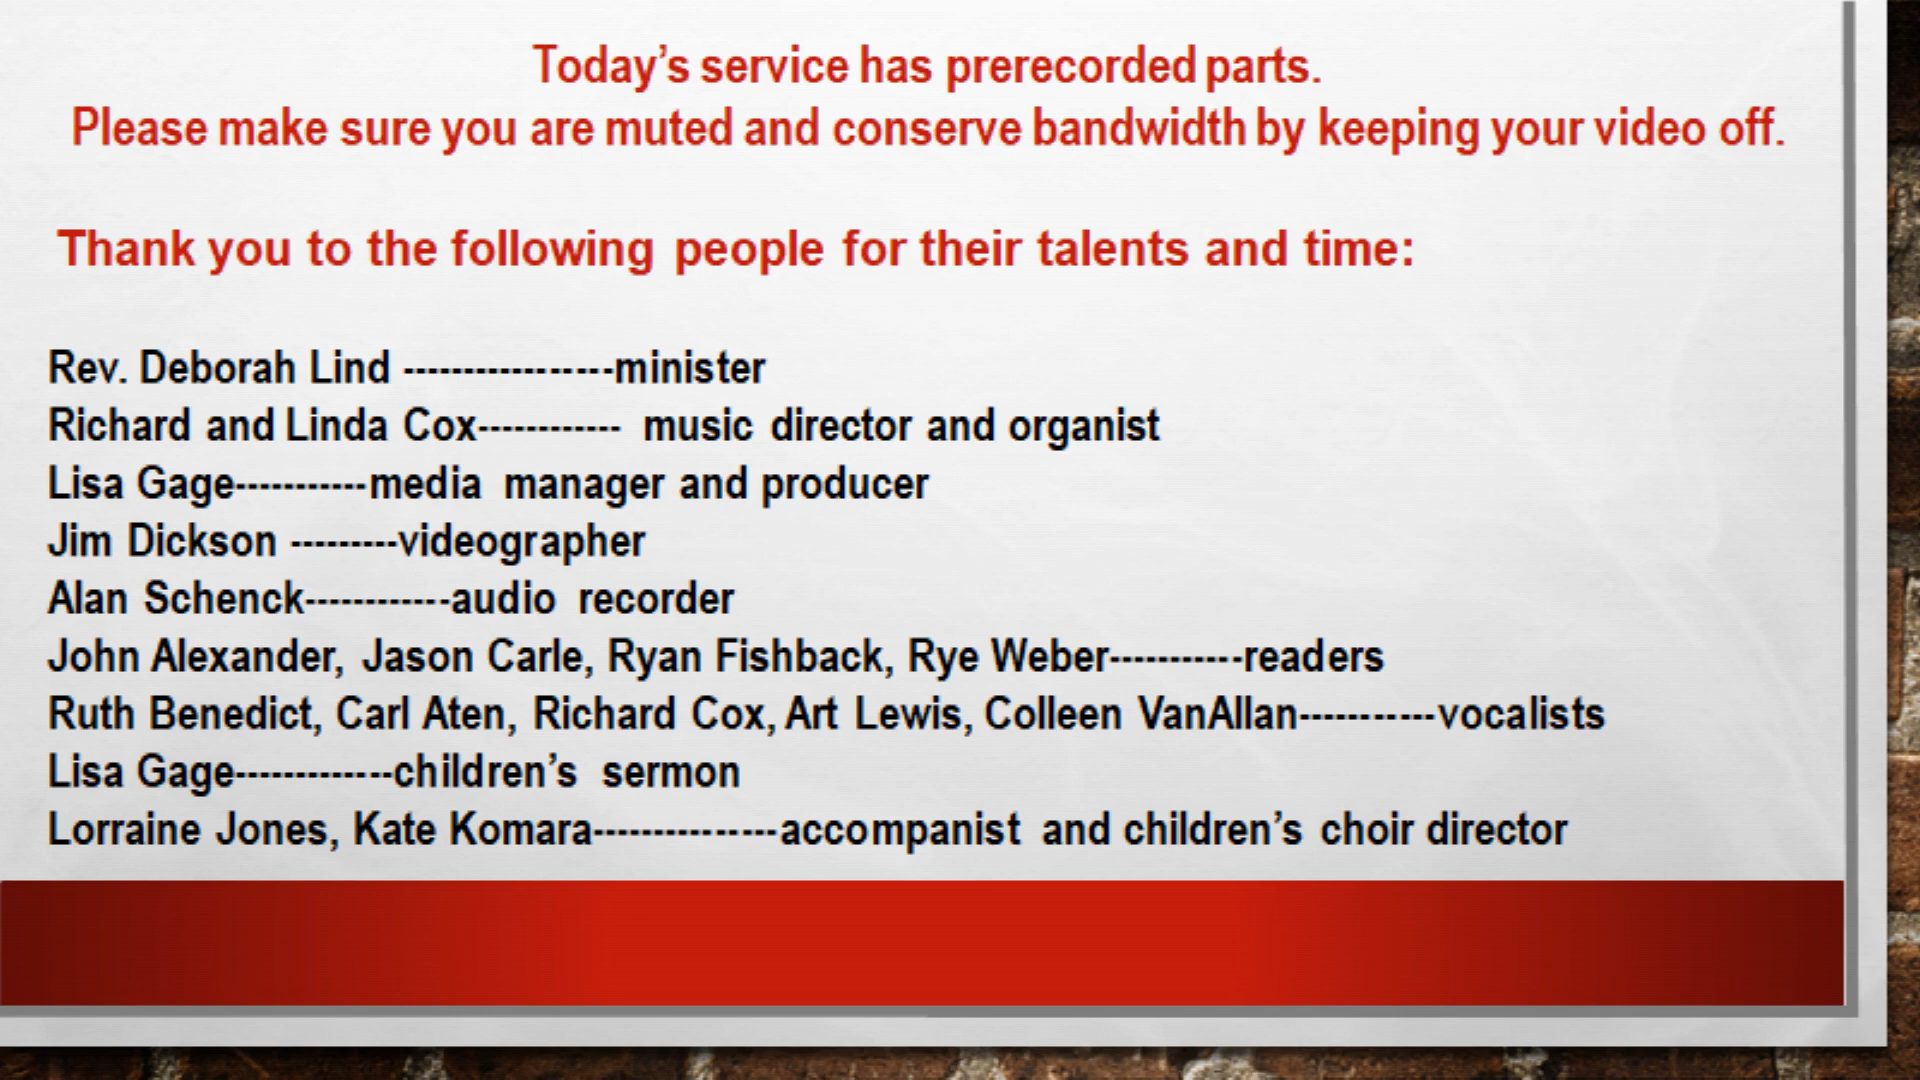 Today’s service has prerecorded parts.
Please make sure you are muted and conserve bandwidth by keeping your video off.
Thank you to the following people for their talents and time:
Rev. Deborah Lind -----------------minister
Richard and Linda Cox------------ music director and organist
Lisa Gage-----------media manager and producer
Jim Dickson ---------videographer
Alan Schenck------------audio recorder
John Alexander, Jason Carle, Ryan Fishback, Rye Weber-----------readers
Ruth Benedict, Carl Aten, Richard Cox, Art Lewis, Colleen VanAllan-----------vocalists
Lisa Gage-------------children’s sermon
Lorraine Jones, Kate Komara---------------accompanist and children’s choir director